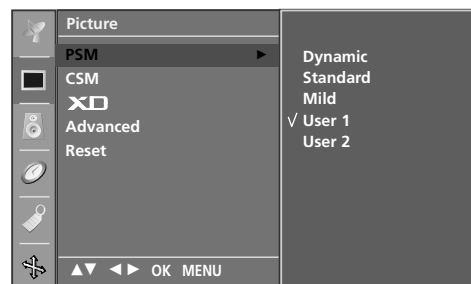 Picture
PSM ►
CSM
XD
Advanced
Reset
▲▼ ◄► OK MENU
Dynamic
Standard
Mild
√ User 1
User 2